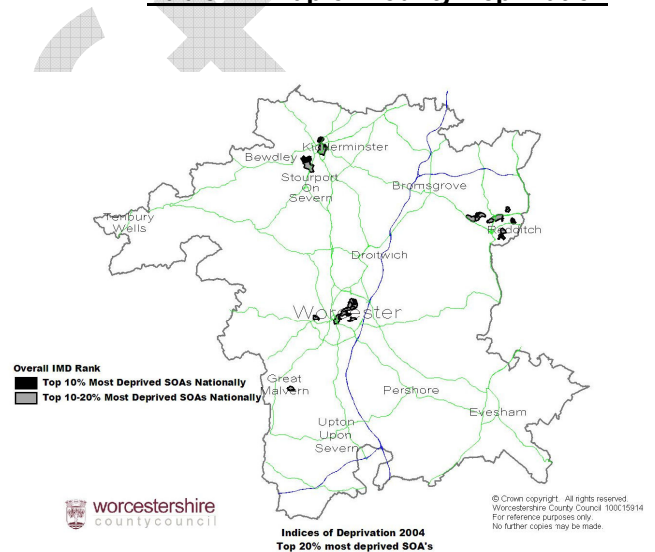 Kidderminster
Bewdley
Stourport
On
Severn
Bromsgrove
Tenbury
Wells
Redditch
Droitwich
Worcester
Overall IMD Rank
Top 10% Most Deprived SOAs Nationally
Top 10-20% Most Deprived SOAs Nationally
Great
Malvern
Pershore
Evesham
Upton
Upon
Severn
worcestershire
countycouncil
© Crown copyright. All rights reserved.
Worcestershire County Council 100015914
For reference purposes only.
No further copies may be made.
Indices of Deprivation 2004
Top 20% most deprived SOA's